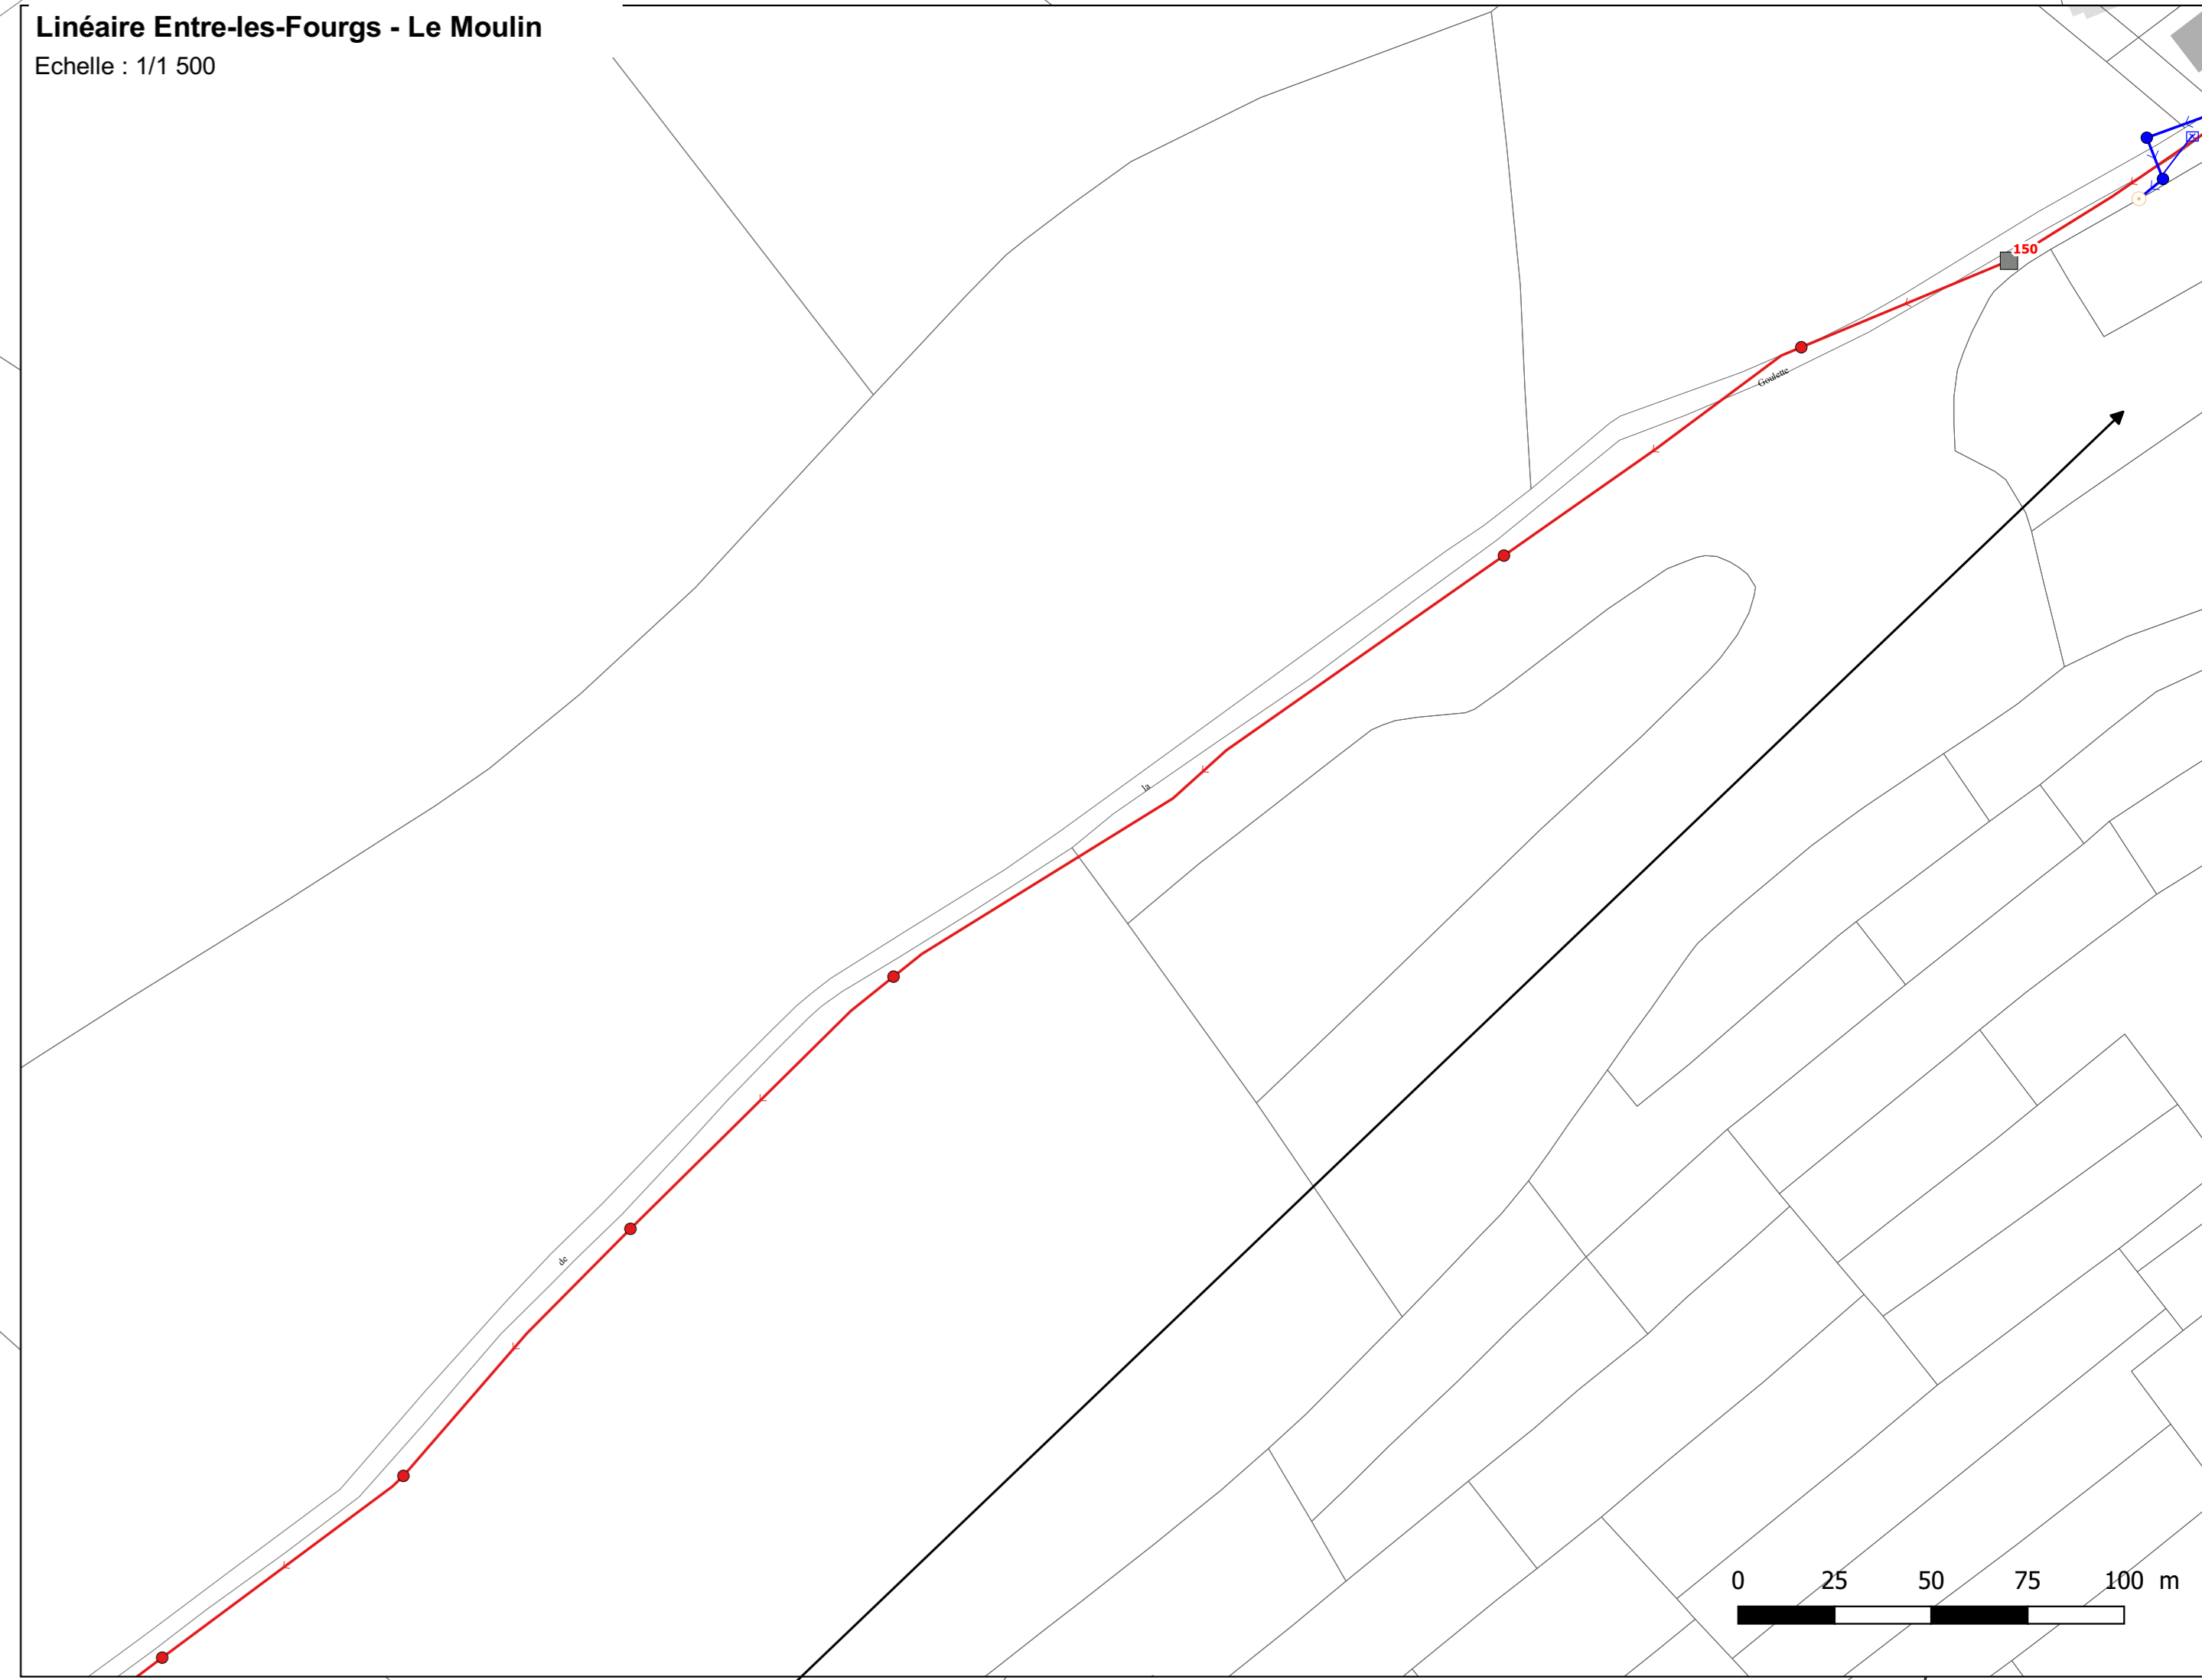 Linéaire Entre-les-Fourgs - Le Moulin
Echelle : 1/1 500
150
Goulette
la
de
0 25 50 75 100 m